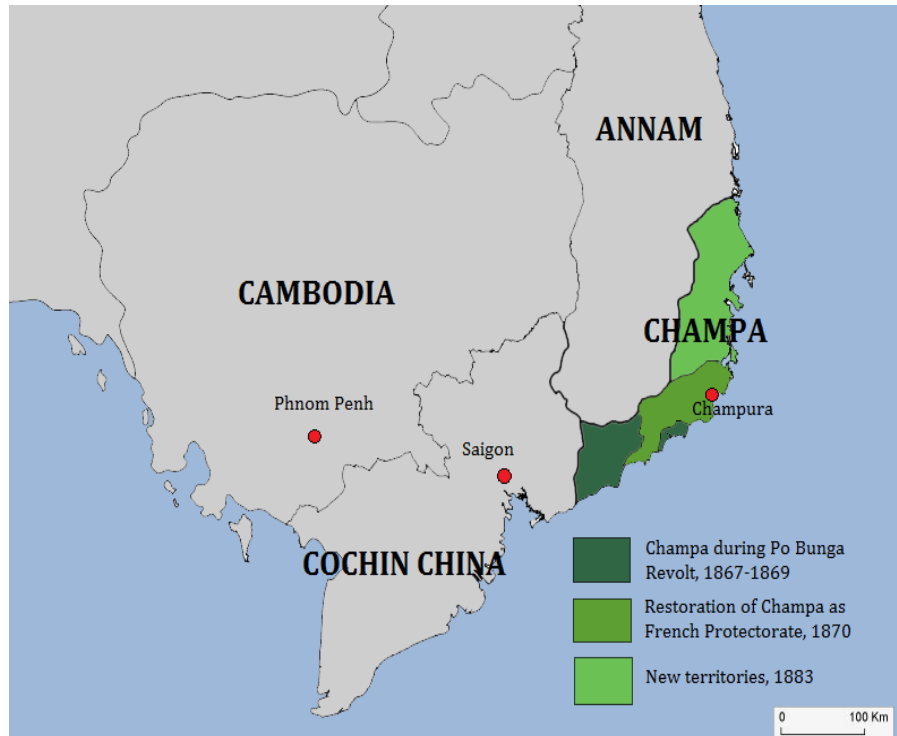 ANNAM
CAMBODIA
CHAMPA
Phnom Penh
Champura
Saigon
COCHIN CHINA
Champa during Po Bunga
Revolt, 1867-1869
Restoration of Champa as
French Protectorate, 1870
New territories, 1883
0 100 Km